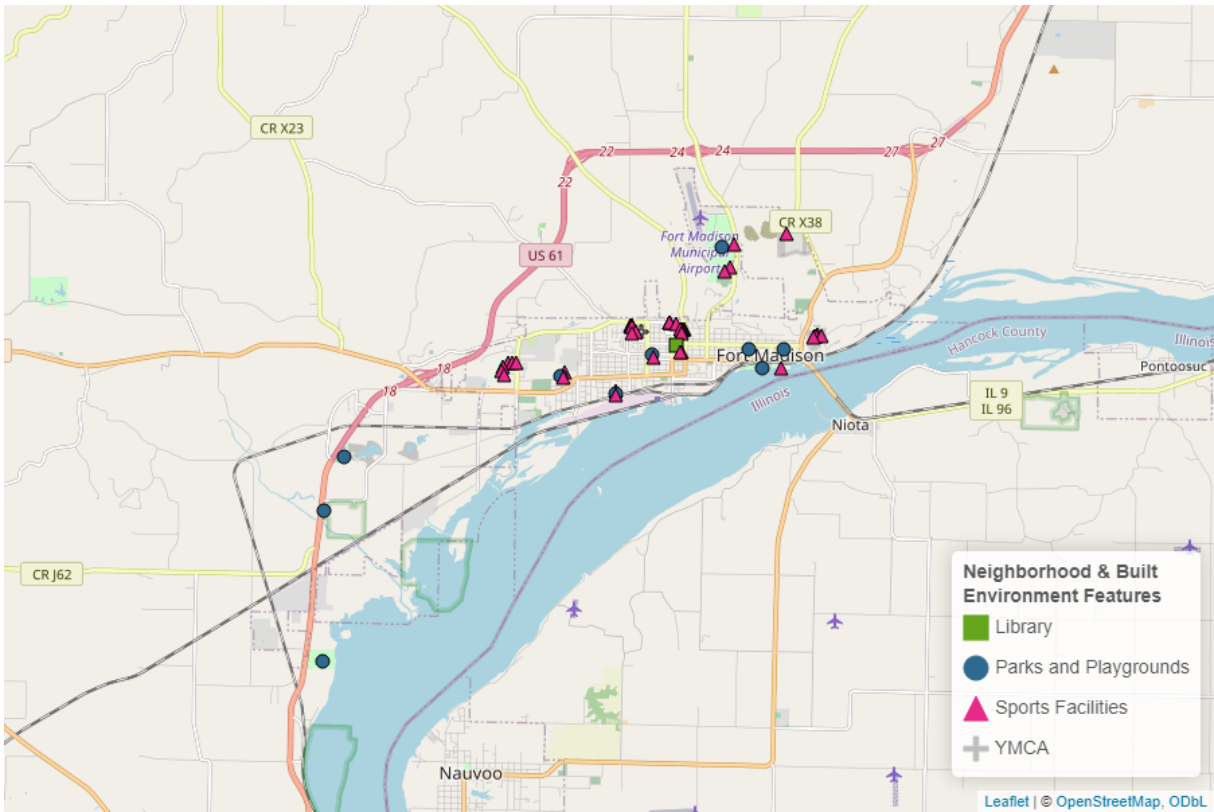 CR X23
22
24
24
27
27
22
CR X38
Fort Madison
Municipal
Airport
US 61
Hancock County
Illinois
18
Fort Madison
Pontoosuc
18
Illinois
IL 9
IL 96
Niota
CR J62
Nauvoo
Neighborhood & Built
Environment Features
Library
Parks and Playgrounds
Sports Facilities
YMCA
Leaflet | © OpenStreetMap, ODbL